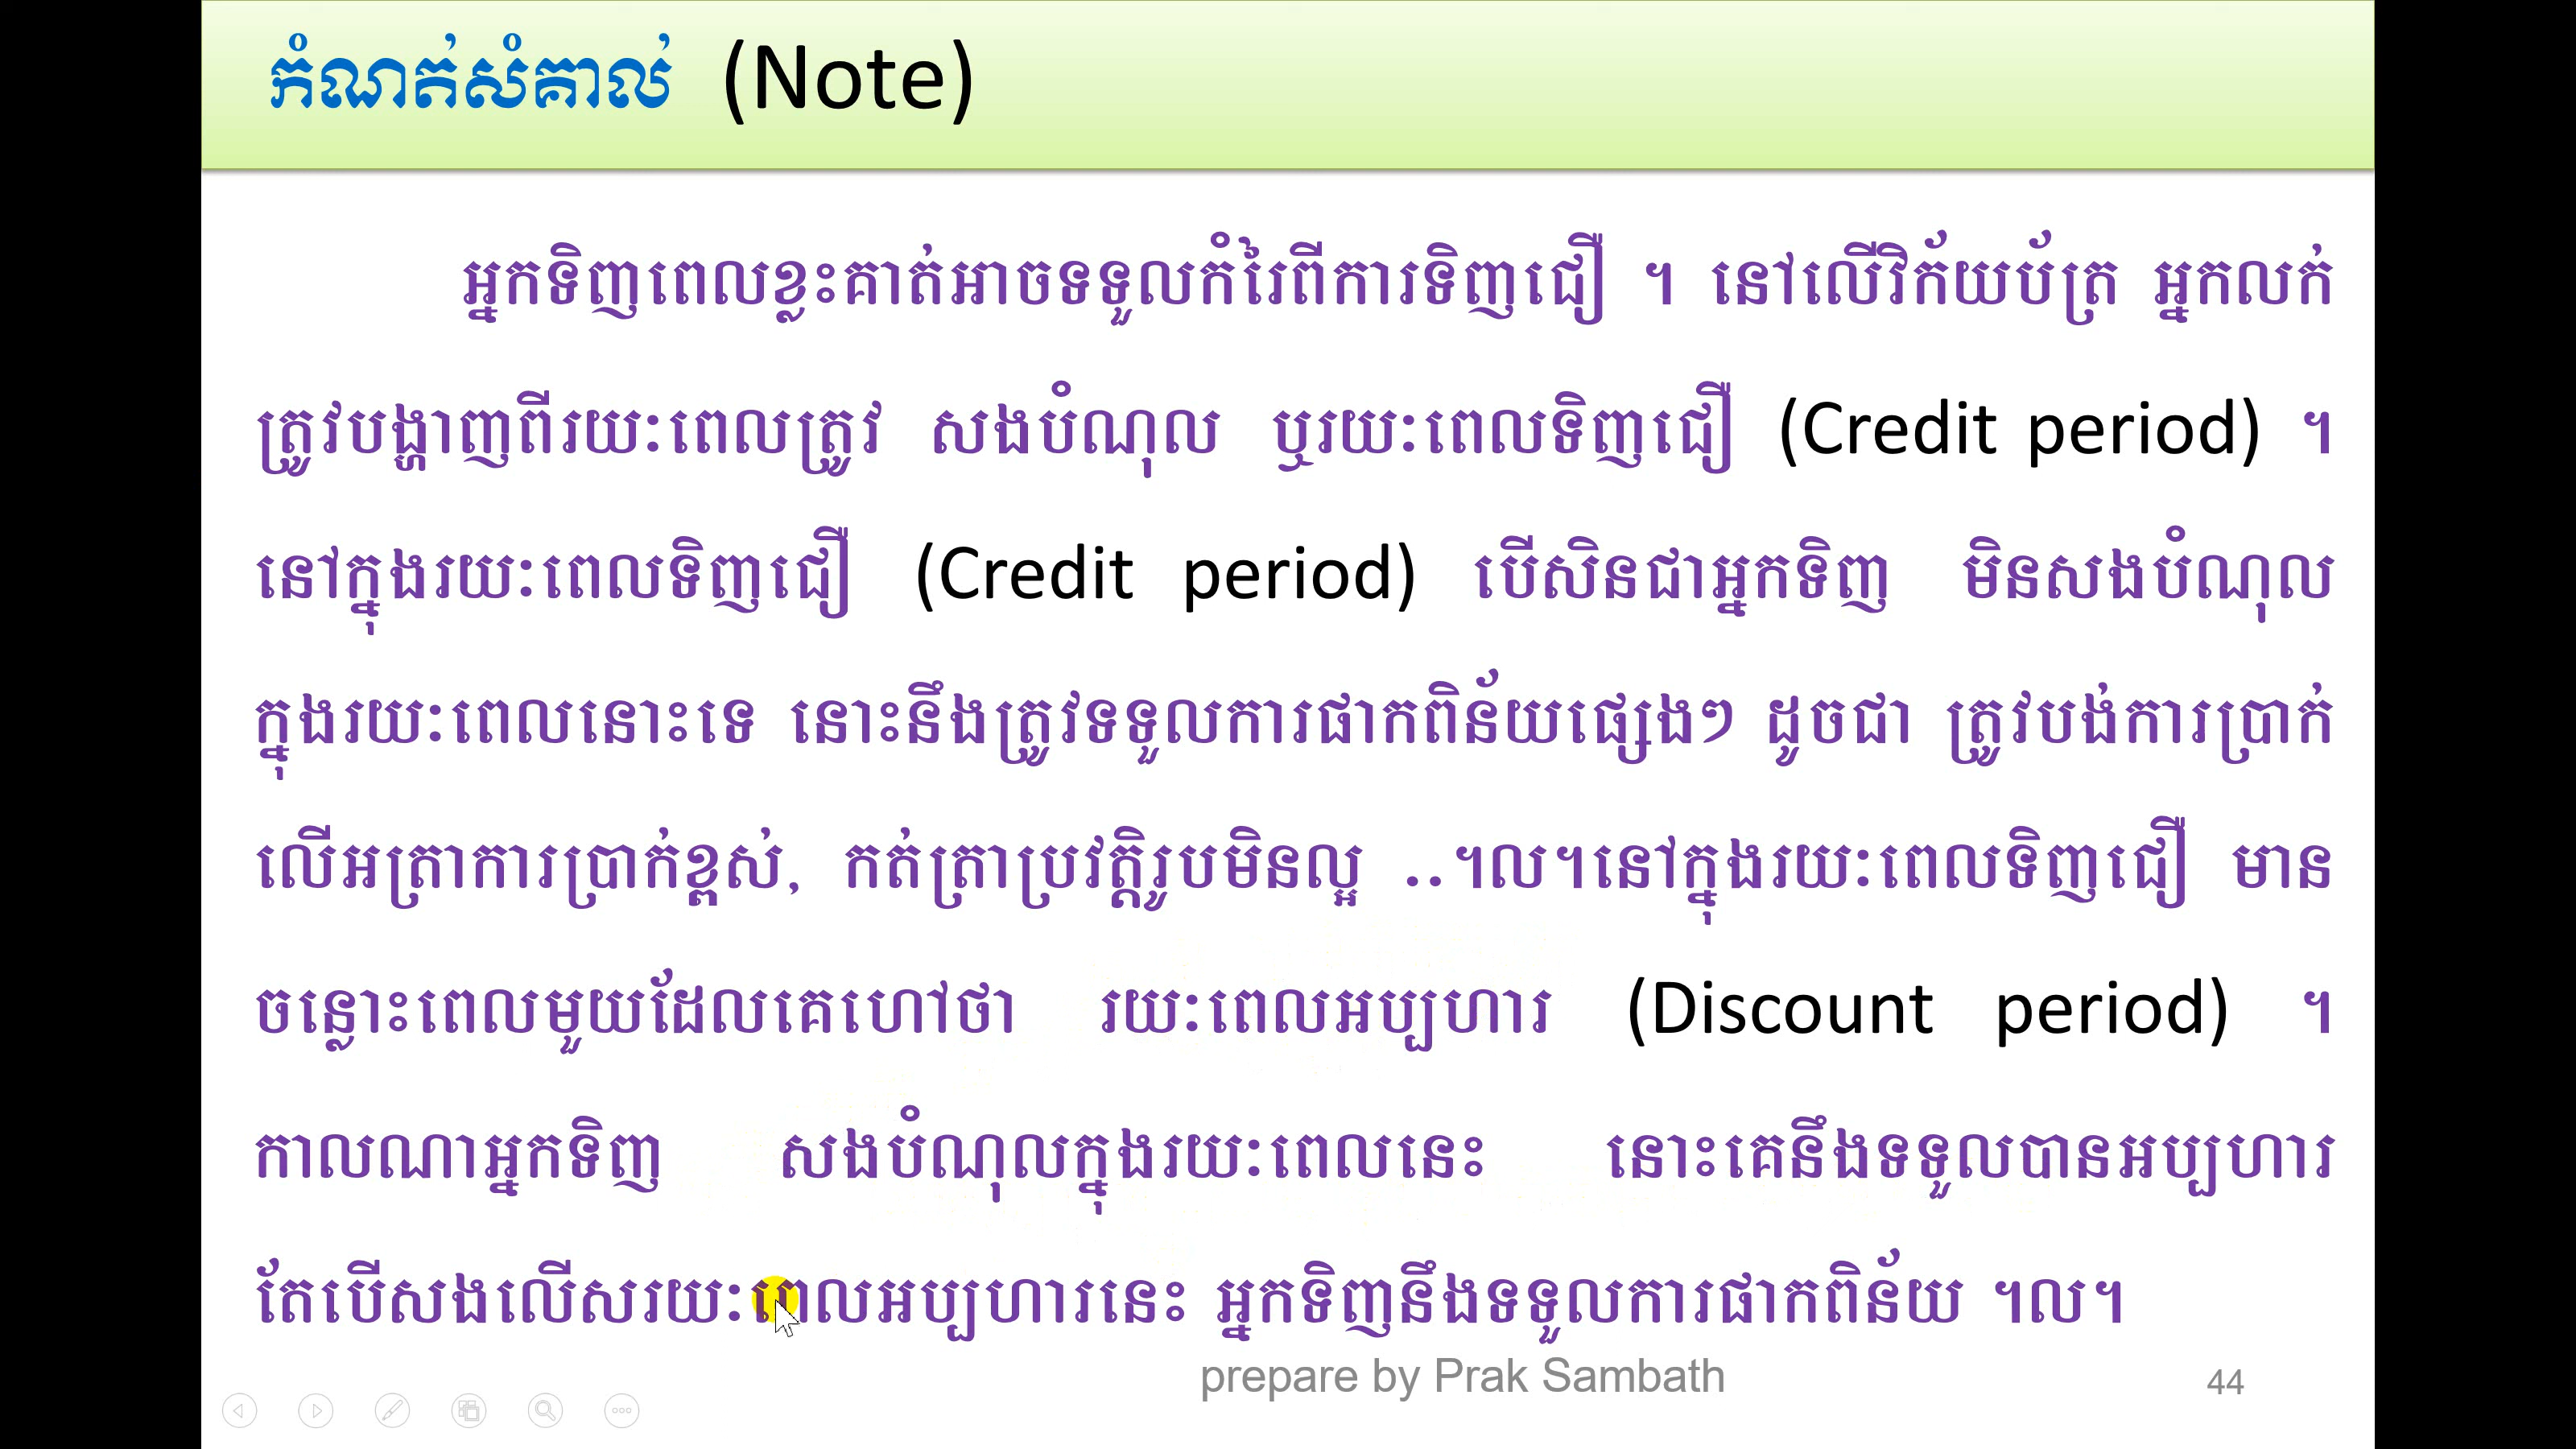 កំណត់សំគាល់ (Note)
អ្នកទិញពេលខ្លះគាត់អាចទទួលកំរៃពីការទិញជឿ ។ នៅលើវិក័យប័ត្រ អ្នកលក់
ត្រូវបង្ហាញពីរយៈពេលត្រូវ សងបំណុល ឬរយៈពេលទិញជឿ (Credit period) ។
នៅក្នុងរយៈពេលទិញជឿ (Credit period) បើសិនជាអ្នកទិញ មិនសងបំណុល
ក្នុងរយៈពេលនោះទេ នោះនឹងត្រូវទទួលការផាកពិន័យផ្សេងៗ ដូចជា ត្រូវបង់ការប្រាក់
លើអត្រាការប្រាក់ខ្ពស់, កត់ត្រាប្រវត្តិរូបមិនល្អ ..។ល។នៅក្នុងរយៈពេលទិញជឿ មាន
ចន្លោះពេលមួយដែលគេហៅថា រយៈពេលអប្បហារ (Discount period) ។
កាលណាអ្នកទិញ សងបំណុលក្នុងរយៈពេលនេះ នោះគេនឹងទទួលបានអប្បហារ
តែបើសងលើសរយៈពេលអប្បហារនេះ អ្នកទិញនឹងទទួលការផាកពិន័យ ។ល។
prepare by Prak Sambath
44